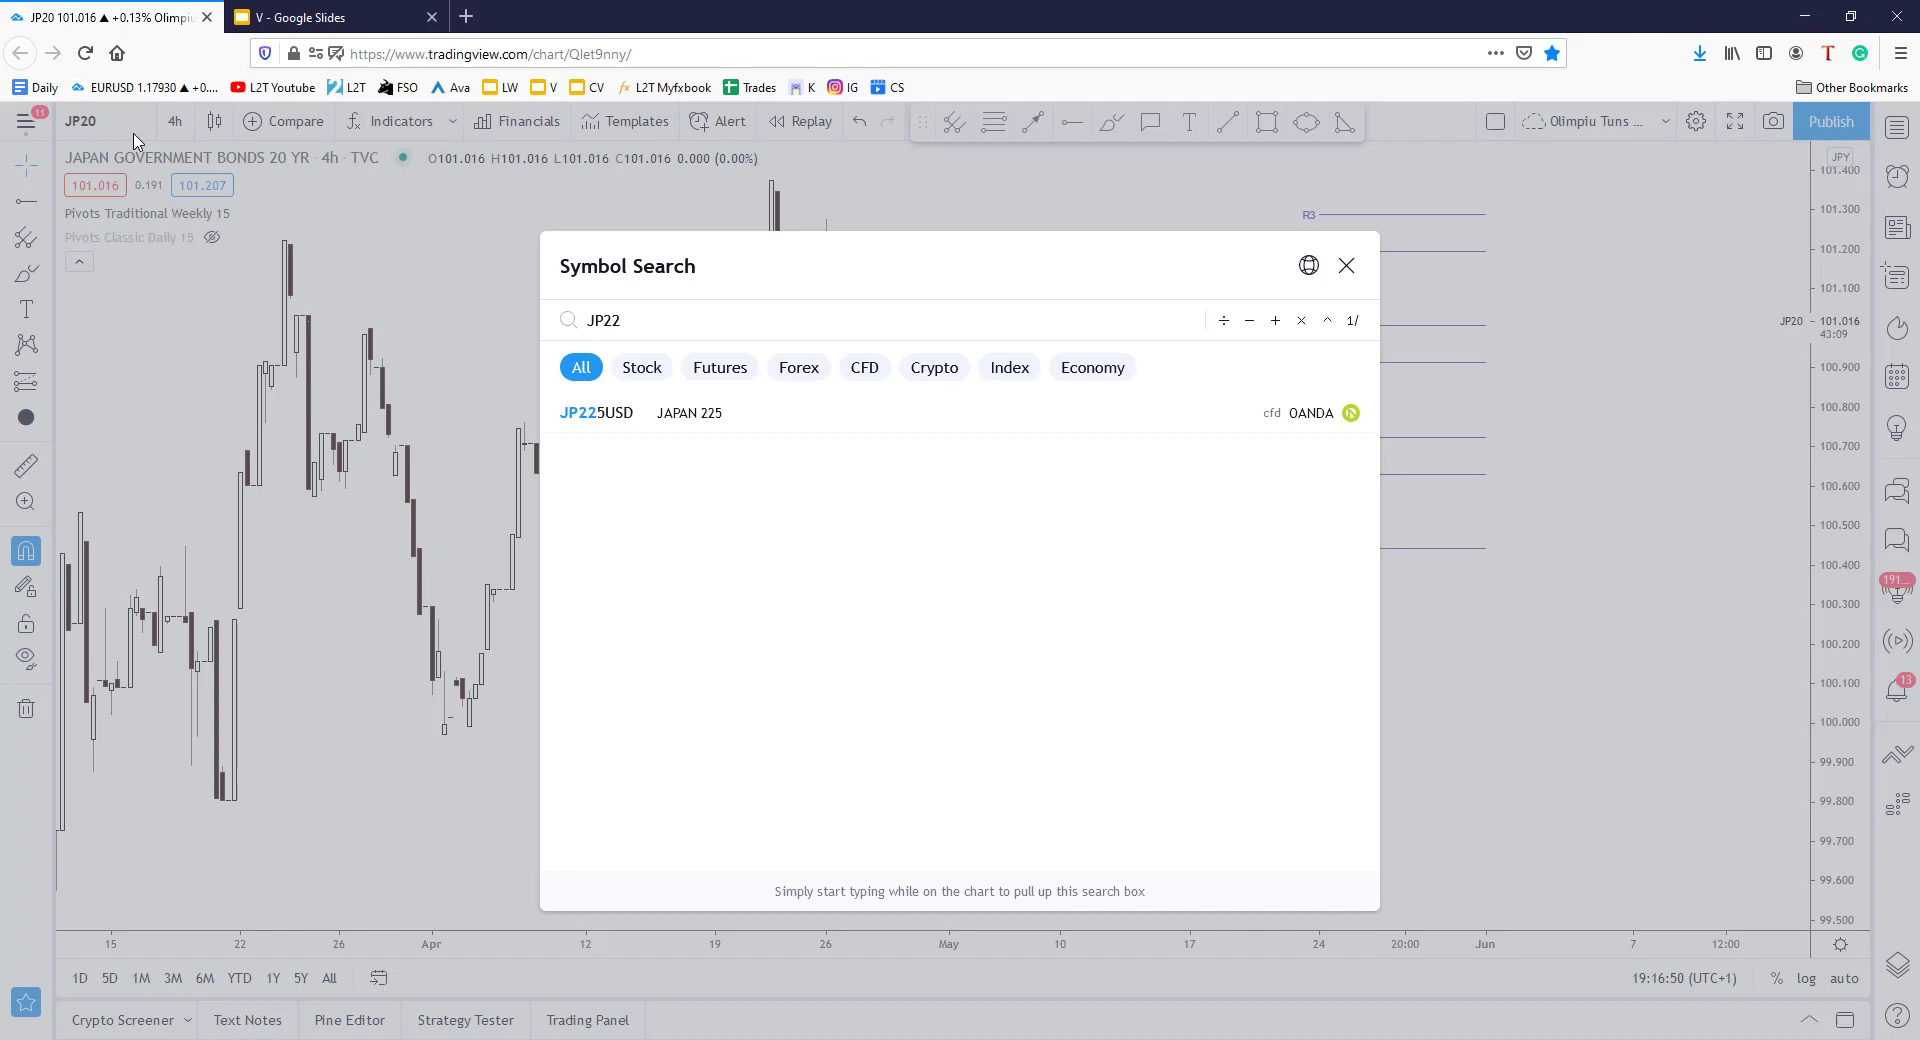 JP20 101.016 ▲ +0.13% Olimpiu
V - Google Slides
https://www.tradingview.com/chart/Qlet9nny/
Daily EURUSD 1.17930 ▲ +0.... L2T Youtube L2T FSO Ava LW V CV L2T Myfxbook Trades K IG CS Other Bookmarks
11
JP20 4h Compare Indicators Financials Templates Alert Replay Olimpiu Tuns ... Publish
JAPAN GOVERNMENT BONDS 20 YR · 4h · TVC O101.016 H101.016 L101.016 C101.016 0.000 (0.00%)
101.016 0.191 101.207
Pivots Traditional Weekly 15
Pivots Classic Daily 15
R3
Symbol Search
JP22
÷ − + × ^ 1/
All Stock Futures Forex CFD Crypto Index Economy
JP225USD JAPAN 225 cfd OANDA
Simply start typing while on the chart to pull up this search box
JPY
101.400
101.300
101.200
101.100
JP20 101.016
43:09
100.900
100.800
100.700
100.600
100.500
100.400
100.300
100.200
100.100
100.000
99.900
99.800
99.700
99.600
99.500
191...
13
15 22 26 Apr 12 19 26 May 10 17 24 20:00 Jun 7 12:00
1D 5D 1M 3M 6M YTD 1Y 5Y All 19:16:50 (UTC+1) % log auto
Crypto Screener Text Notes Pine Editor Strategy Tester Trading Panel